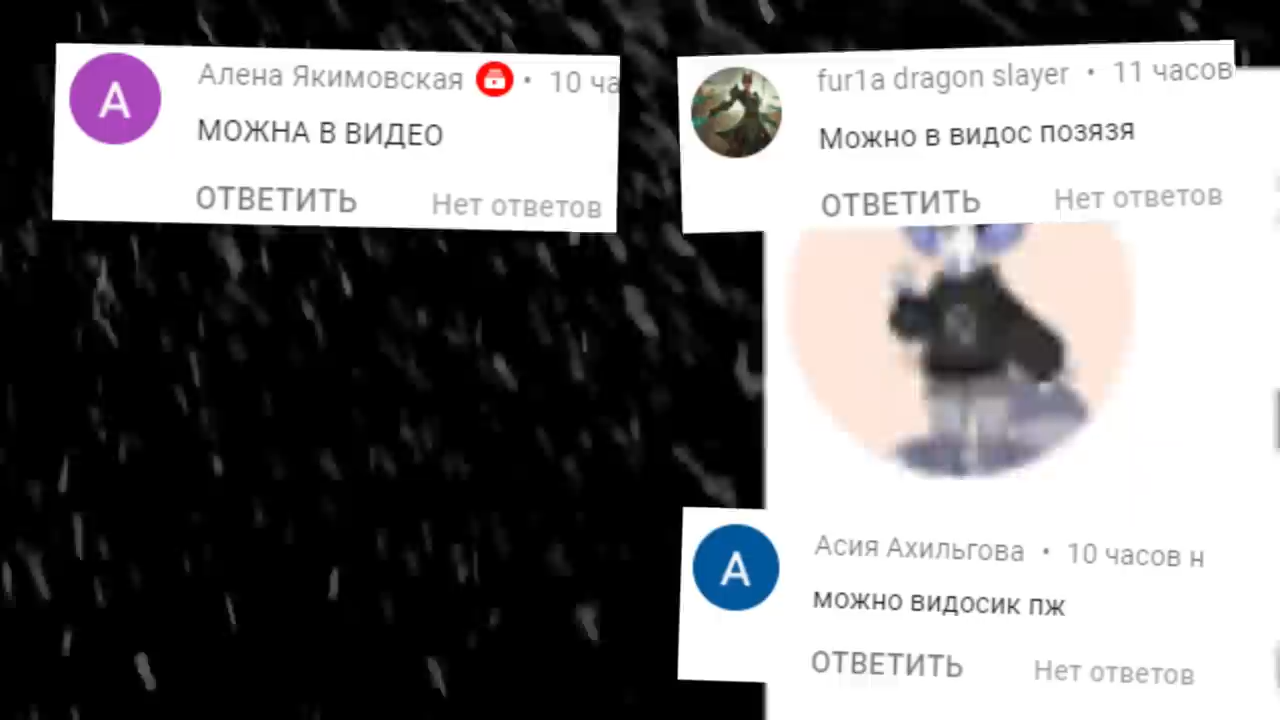 Алена Якимовская • 10 ча
МОЖНА В ВИДЕО
ОТВЕТИТЬ Нет ответов
fur1a dragon slayer • 11 часов
Можно в видос позязя
ОТВЕТИТЬ Нет ответов
Асия Ахильгова • 10 часов н
можно видосик пж
ОТВЕТИТЬ Нет ответов